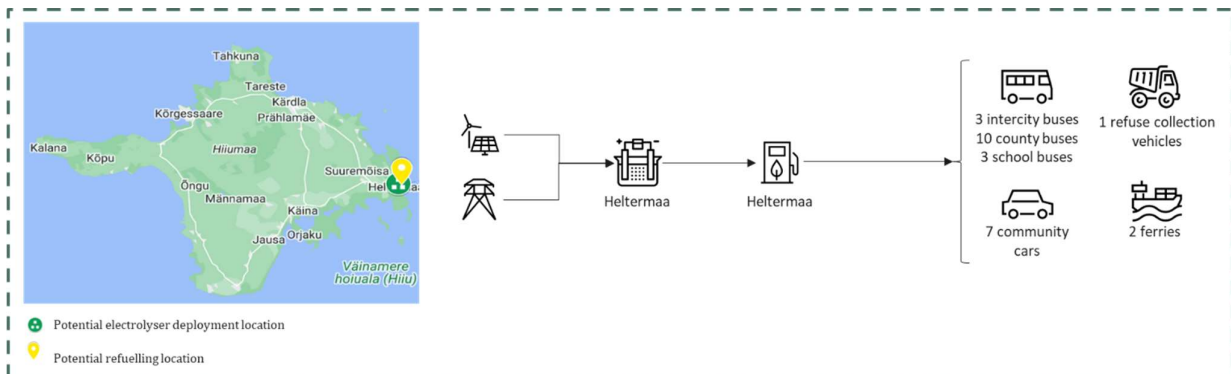 Tahkuna
Tareste
Kõrgessaare
Kärdla
Prählamäe
Kalana
Kõpu
Hiiumaa
Suuremõisa
Õngu
Männamaa
Käina
Orjaku
Jausa
Väinamere
hoiuala (Hiiu)
Potential electrolyser deployment location
Potential refuelling location
Heltermaa
Heltermaa
3 intercity buses
10 county buses
3 school buses
1 refuse collection
vehicles
7 community
cars
2 ferries